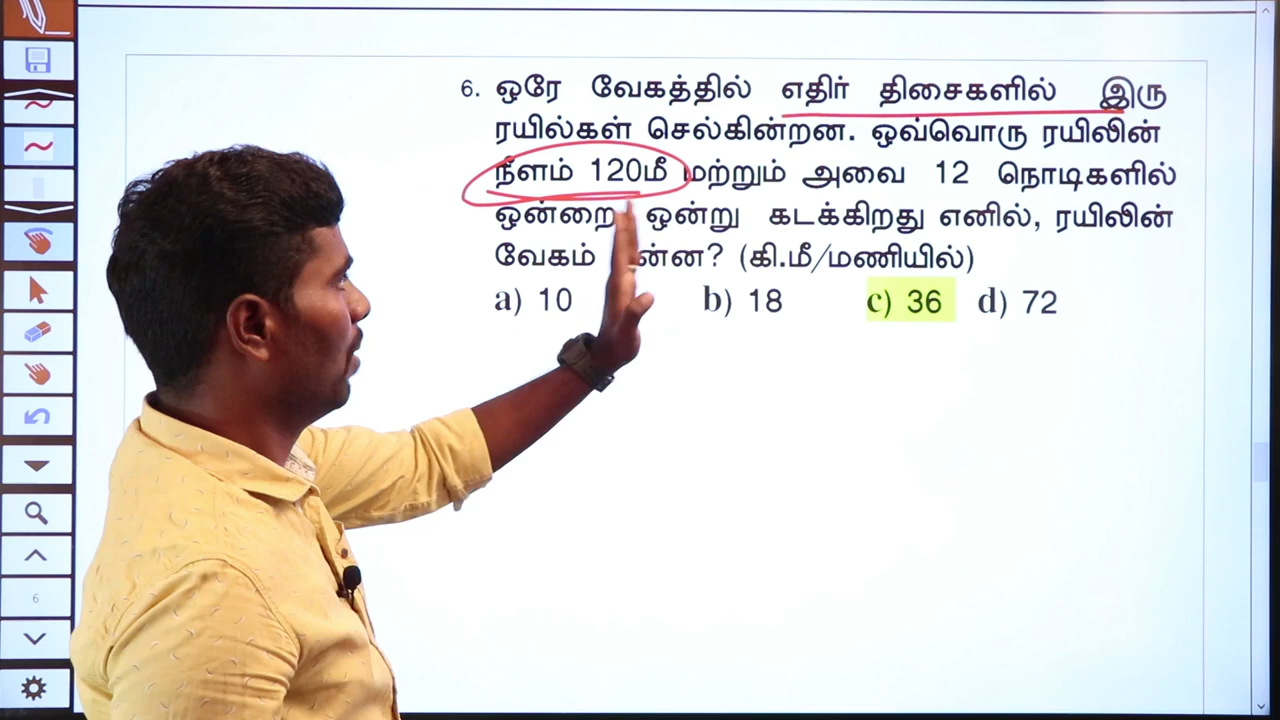 6. ஒரே வேகத்தில் எதிர் திசைகளில் இரு
ரயில்கள் செல்கின்றன. ஒவ்வொரு ரயிலின்
நீளம் 120மீ மற்றும் அவை 12 நொடிகளில்
ஒன்றை ஒன்று கடக்கிறது எனில், ரயிலின்
வேகம் என்ன? (கி.மீ/மணியில்)
a) 10 b) 18 c) 36 d) 72
6